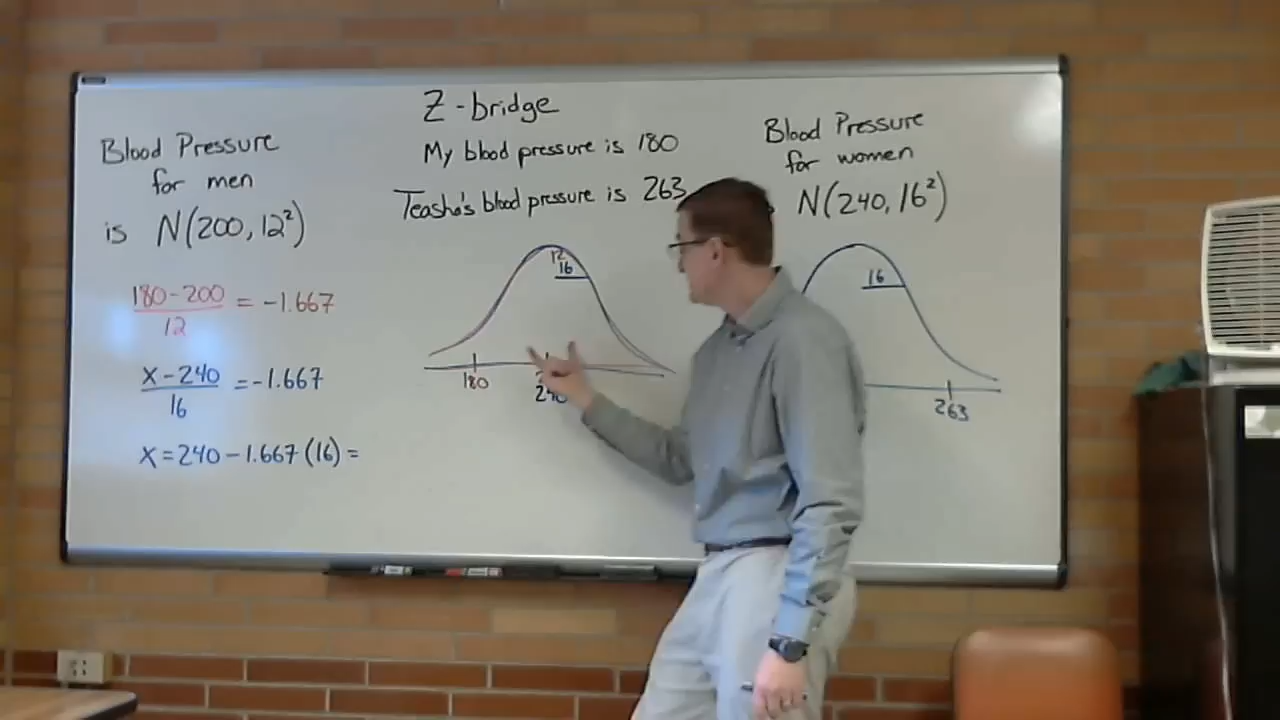 Z-bridge
Blood Pressure
for men
is N(200, 12²)
180-200
12
= -1.667
x-240
16
= -1.667
x = 240 - 1.667 (16) =
My blood pressure is 180
Teasha's blood pressure is 263
12
16
180
240
Blood Pressure
for women
N(240, 16²)
16
263